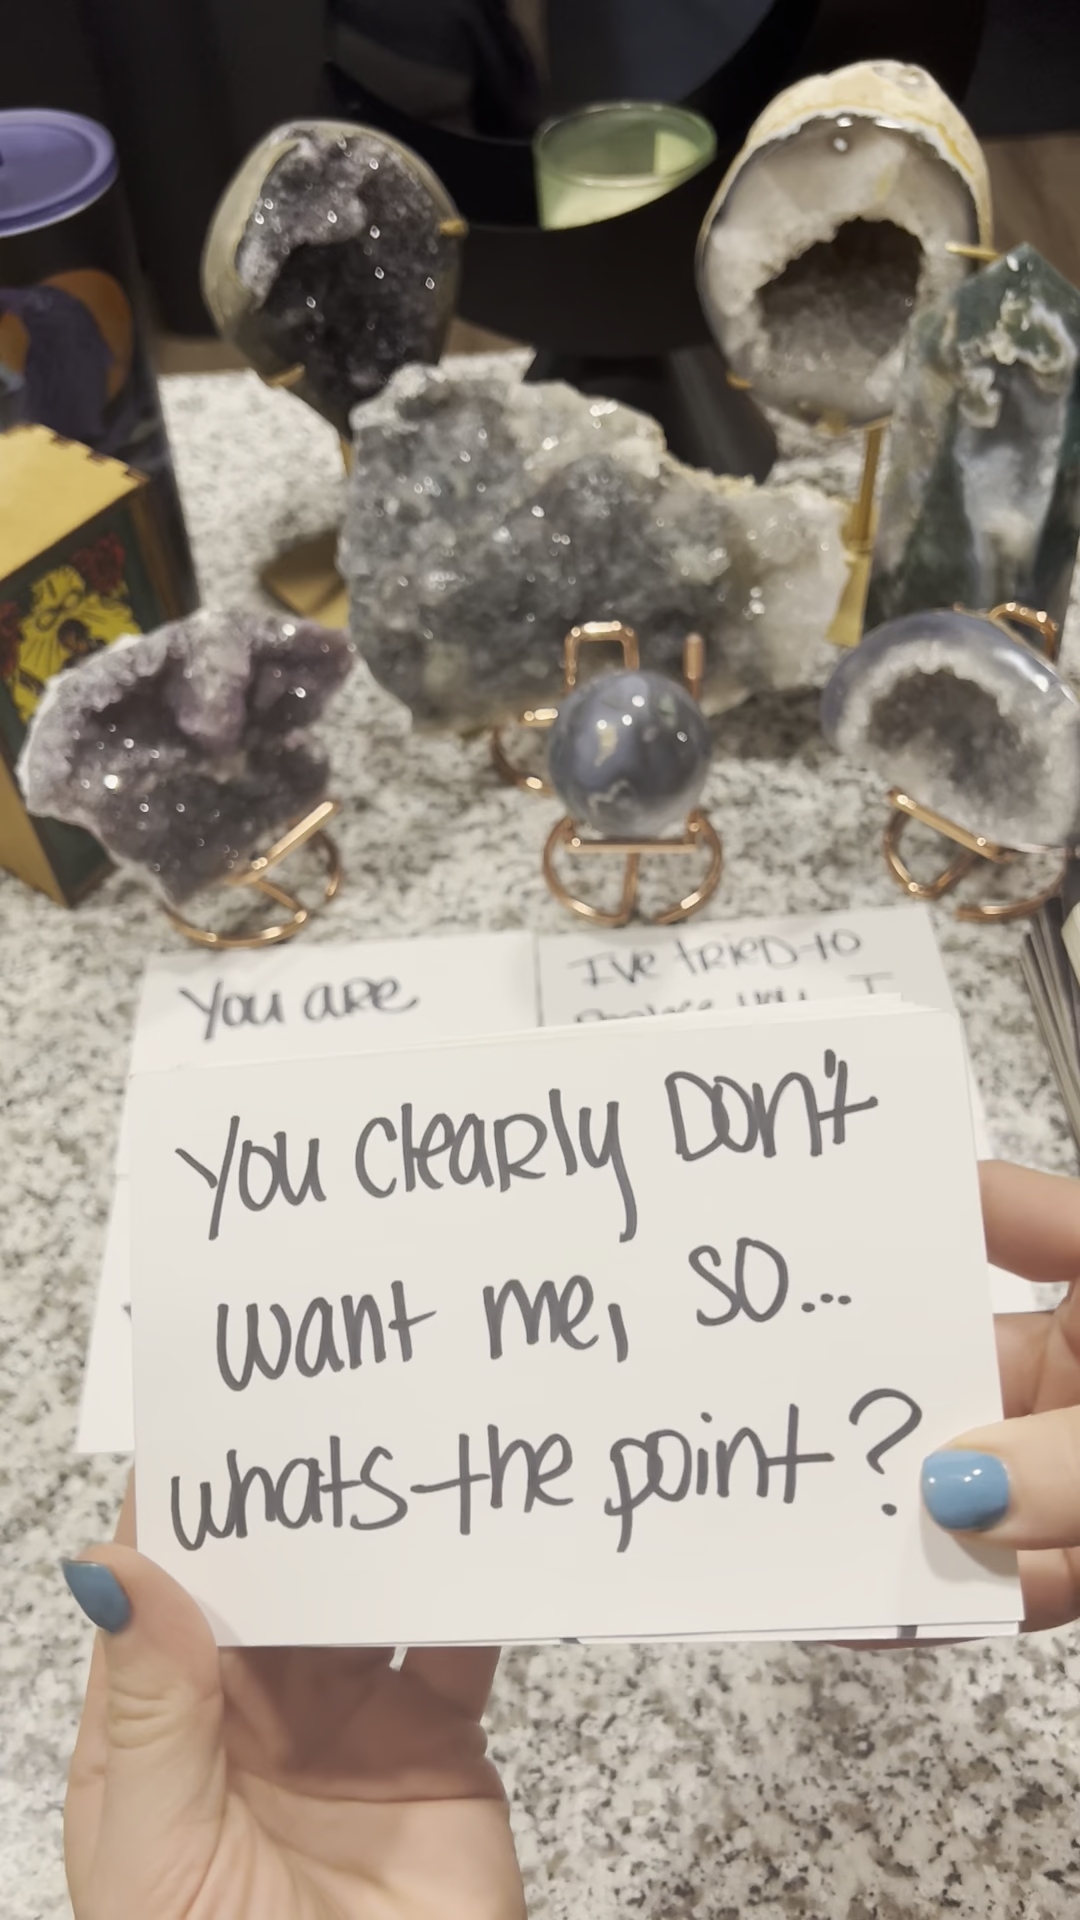 You are
I've tried to
You clearly Don't
want me, so...
whats the point?